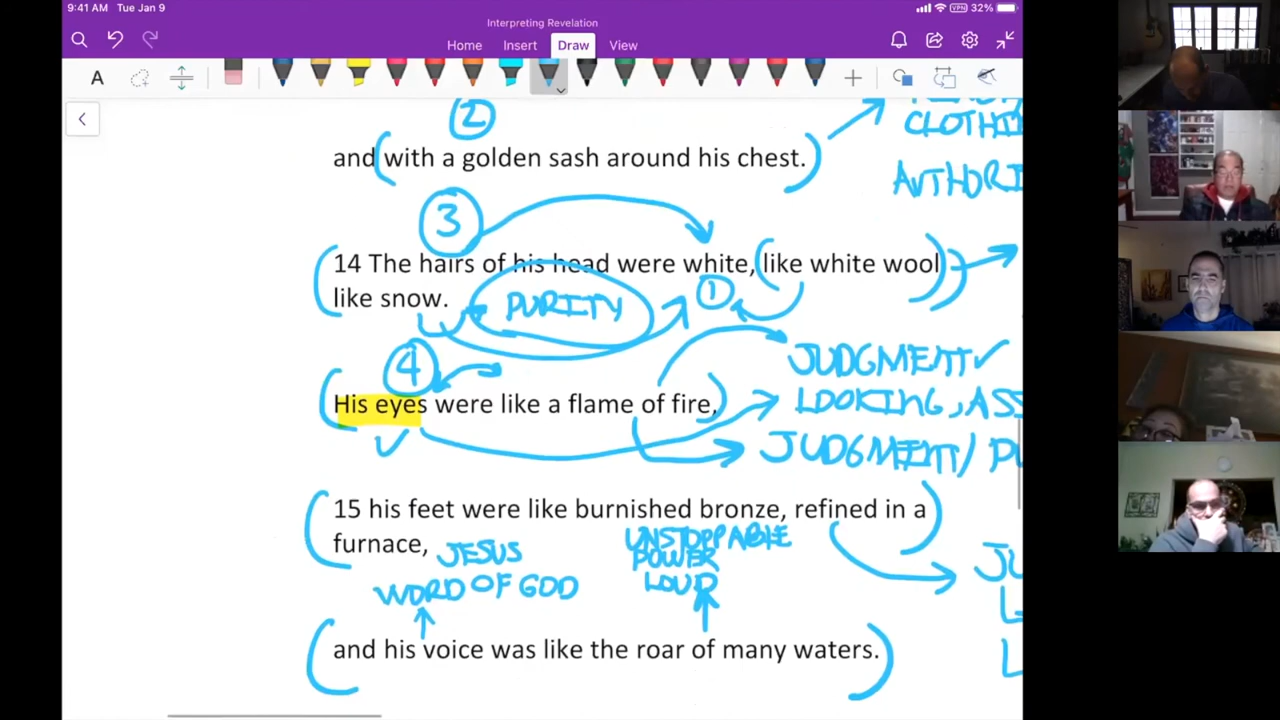 9:41 AM Tue Jan 9
VPN 32%
Interpreting Revelation
Home Insert Draw View
A
2
CLOTHI
and (with a golden sash around his chest.)
AUTHORI
3
(14 The hairs of his head were white, (like white wool))
like snow. PURITY 1
4
JUDGMENT ✓
(His eyes were like a flame of fire,)
LOOKING, ASS
✓ JUDGMENT/ PU
(15 his feet were like burnished bronze, refined in a)
furnace, JESUS UNSTOPPABLE
POWER
WORD OF GOD LOUD
JU
L
(and his voice was like the roar of many waters.)
L